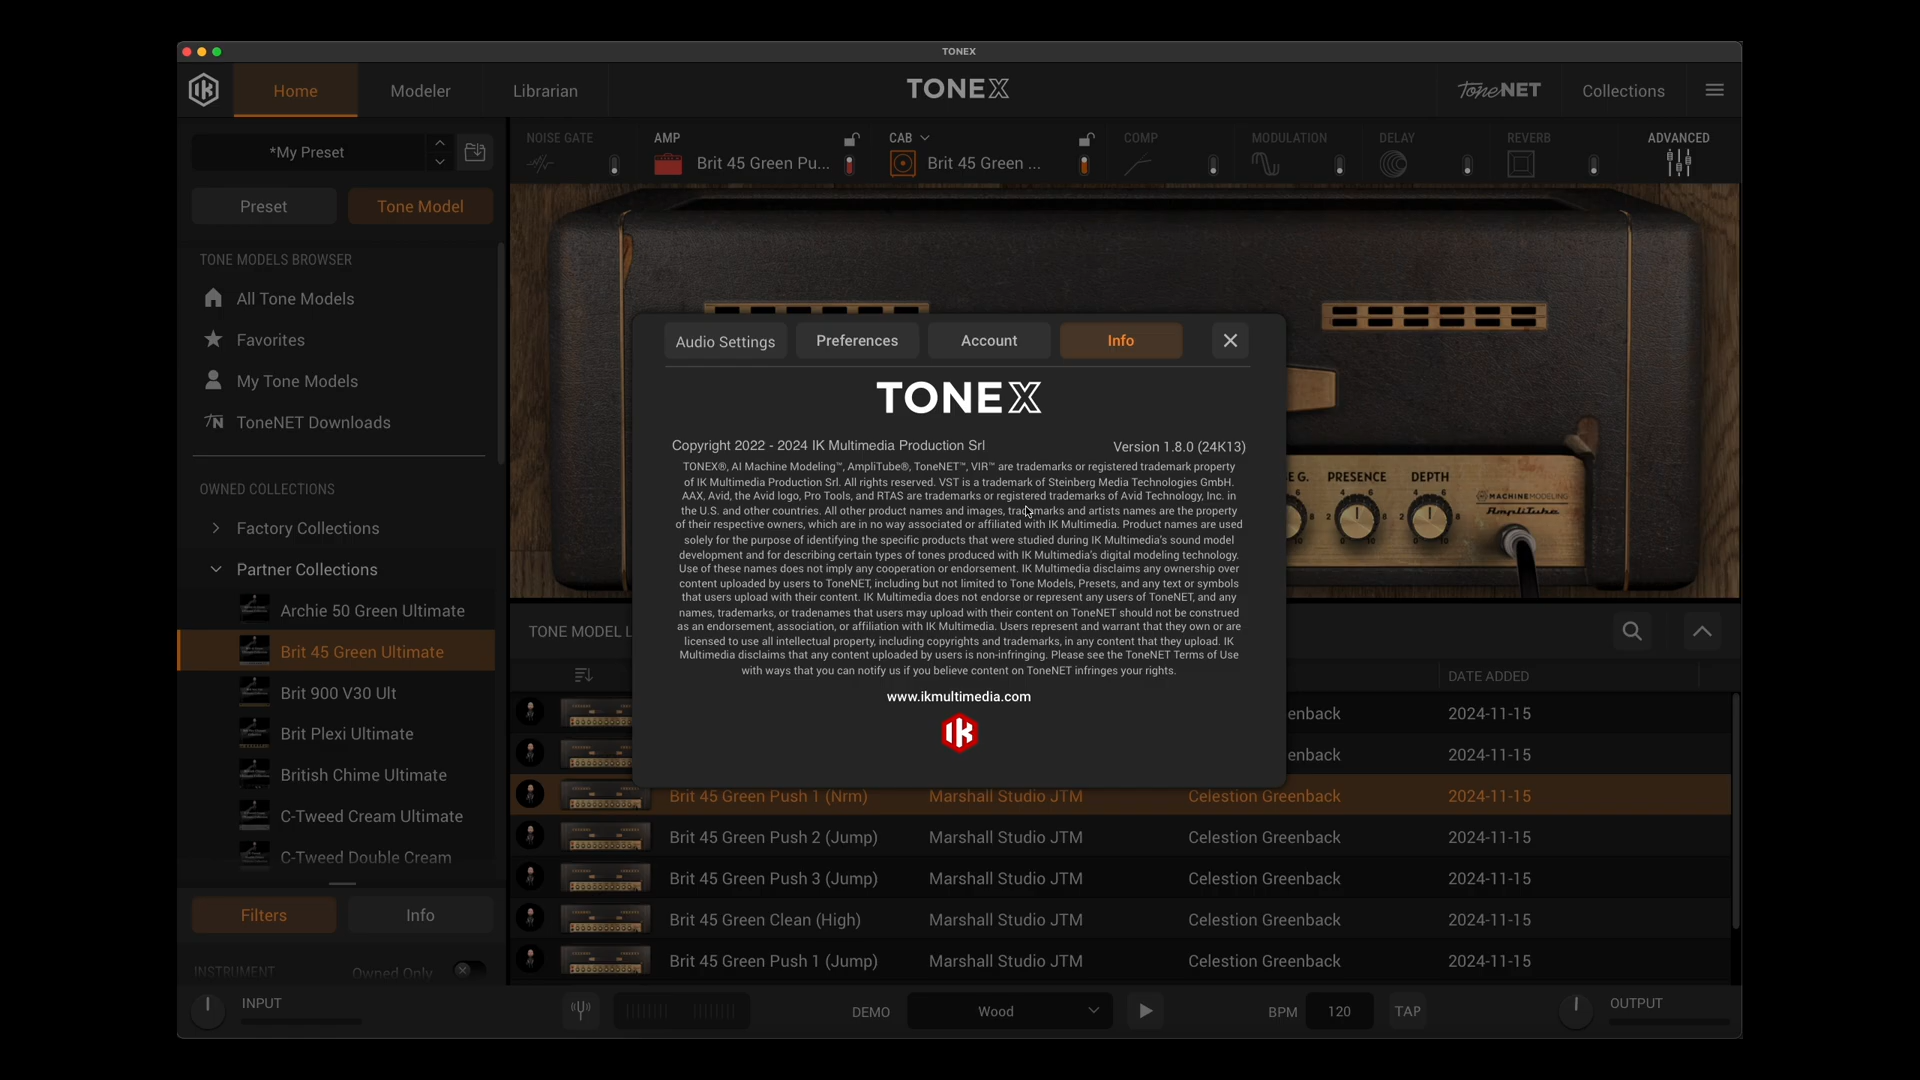 TONEX
Home
Modeler
Librarian
TONEX
ToneNET
Collections
*My Preset
NOISE GATE
AMP
Brit 45 Green Pu...
CAB
Brit 45 Green ...
COMP
MODULATION
DELAY
REVERB
ADVANCED
Preset
Tone Model
TONE MODELS BROWSER
All Tone Models
Favorites
My Tone Models
ToneNET Downloads
OWNED COLLECTIONS
Factory Collections
Partner Collections
Archie 50 Green Ultimate
Brit 45 Green Ultimate
Brit 900 V30 Ult
Brit Plexi Ultimate
British Chime Ultimate
C-Tweed Cream Ultimate
C-Tweed Double Cream
Filters
Info
INSTRUMENT
Owned Only
Audio Settings
Preferences
Account
Info
TONEX
Copyright 2022 - 2024 IK Multimedia Production Srl
Version 1.8.0 (24K13)
TONEX®, AI Machine Modeling™, AmpliTube®, ToneNET™, VIR™ are trademarks or registered trademark property
of IK Multimedia Production Srl. All rights reserved. VST is a trademark of Steinberg Media Technologies GmbH.
AAX, Avid, the Avid logo, Pro Tools, and RTAS are trademarks or registered trademarks of Avid Technology, Inc. in
the U.S. and other countries. All other product names and images, trademarks and artists names are the property
of their respective owners, which are in no way associated or affiliated with IK Multimedia. Product names are used
solely for the purpose of identifying the specific products that were studied during IK Multimedia's sound model
development and for describing certain types of tones produced with IK Multimedia's digital modeling technology.
Use of these names does not imply any cooperation or endorsement. IK Multimedia disclaims any ownership over
content uploaded by users to ToneNET, including but not limited to Tone Models, Presets, and any text or symbols
that users upload with their content. IK Multimedia does not endorse or represent any users of ToneNET, and any
names, trademarks, or tradenames that users may upload with their content on ToneNET should not be construed
as an endorsement, association, or affiliation with IK Multimedia. Users represent and warrant that they own or are
licensed to use all intellectual property, including copyrights and trademarks, in any content that they upload. IK
Multimedia disclaims that any content uploaded by users is non-infringing. Please see the ToneNET Terms of Use
with ways that you can notify us if you believe content on ToneNET infringes your rights.
www.ikmultimedia.com
IK
E G.
PRESENCE
DEPTH
MACHINE MODELING
AmpliTube
TONE MODEL L
DATE ADDED
enback 2024-11-15
enback 2024-11-15
Brit 45 Green Push 1 (Nrm) Marshall Studio JTM Celestion Greenback 2024-11-15
Brit 45 Green Push 2 (Jump) Marshall Studio JTM Celestion Greenback 2024-11-15
Brit 45 Green Push 3 (Jump) Marshall Studio JTM Celestion Greenback 2024-11-15
Brit 45 Green Clean (High) Marshall Studio JTM Celestion Greenback 2024-11-15
Brit 45 Green Push 1 (Jump) Marshall Studio JTM Celestion Greenback 2024-11-15
INPUT
DEMO
Wood
BPM
120
TAP
OUTPUT